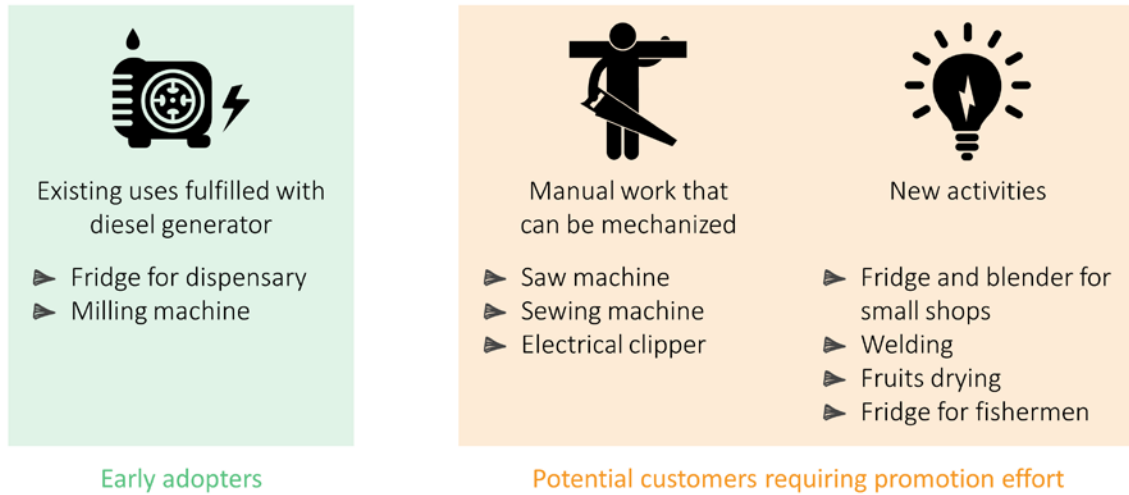 Existing uses fulfilled with
diesel generator
Fridge for dispensary
Milling machine
Early adopters
Manual work that
can be mechanized
Saw machine
Sewing machine
Electrical clipper
New activities
Fridge and blender for
small shops
Welding
Fruits drying
Fridge for fishermen
Potential customers requiring promotion effort